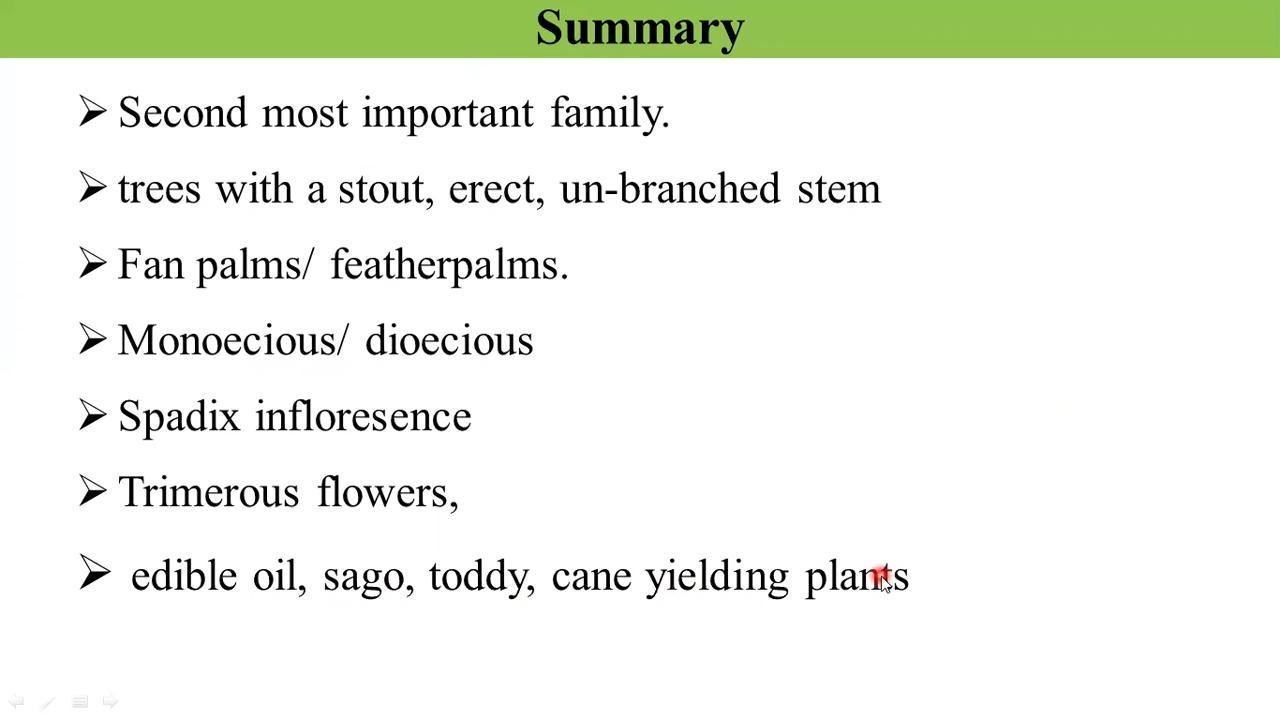 Summary
➢ Second most important family.
➢ trees with a stout, erect, un-branched stem
➢ Fan palms/ featherpalms.
➢ Monoecious/ dioecious
➢ Spadix infloresence
➢ Trimerous flowers,
➢ edible oil, sago, toddy, cane yielding plants